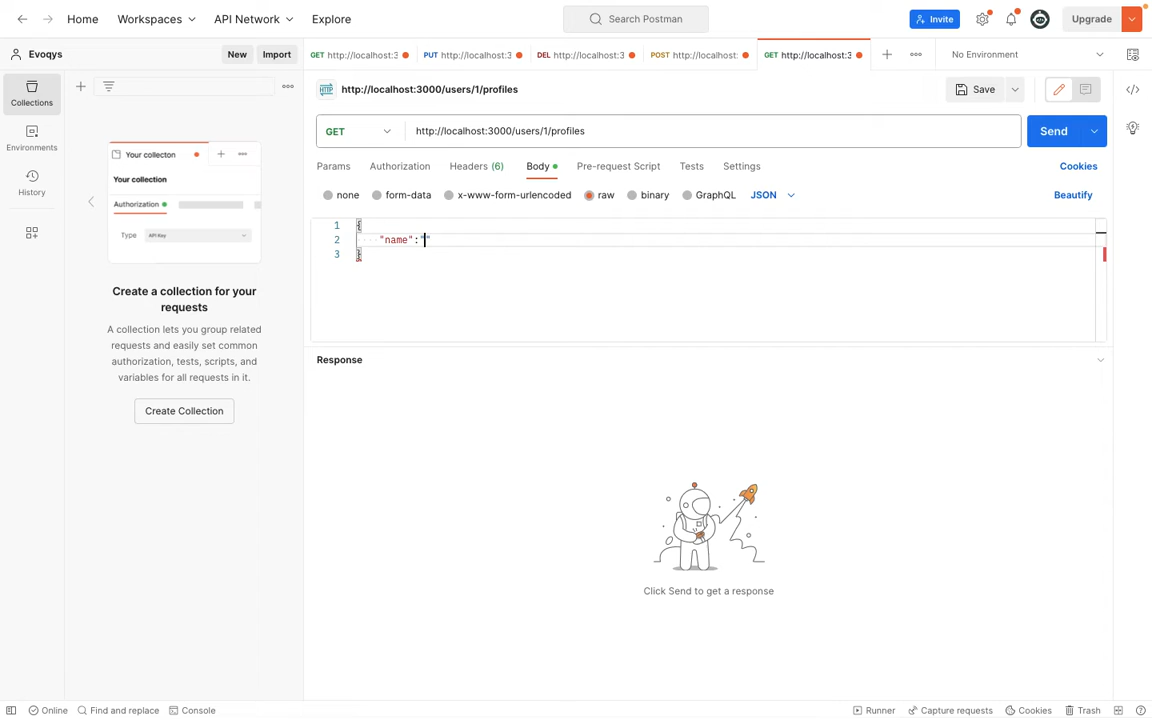 Home Workspaces API Network Explore Search Postman Invite Upgrade
Evoqys New Import GET http://localhost:3 PUT http://localhost:3 DEL http://localhost:3 POST http://localhost: GET http://localhost:3 No Environment
Collections
Environments
History
Your collecton
Your collection
Authorization
Type API Key
Create a collection for your
requests
A collection lets you group related
requests and easily set common
authorization, tests, scripts, and
variables for all requests in it.
Create Collection
HTTP http://localhost:3000/users/1/profiles Save
GET http://localhost:3000/users/1/profiles Send
Params Authorization Headers (6) Body Pre-request Script Tests Settings Cookies
none form-data x-www-form-urlencoded raw binary GraphQL JSON Beautify
1 {
2 "name":""
3 }
Response
Click Send to get a response
Online Find and replace Console Runner Capture requests Cookies Trash